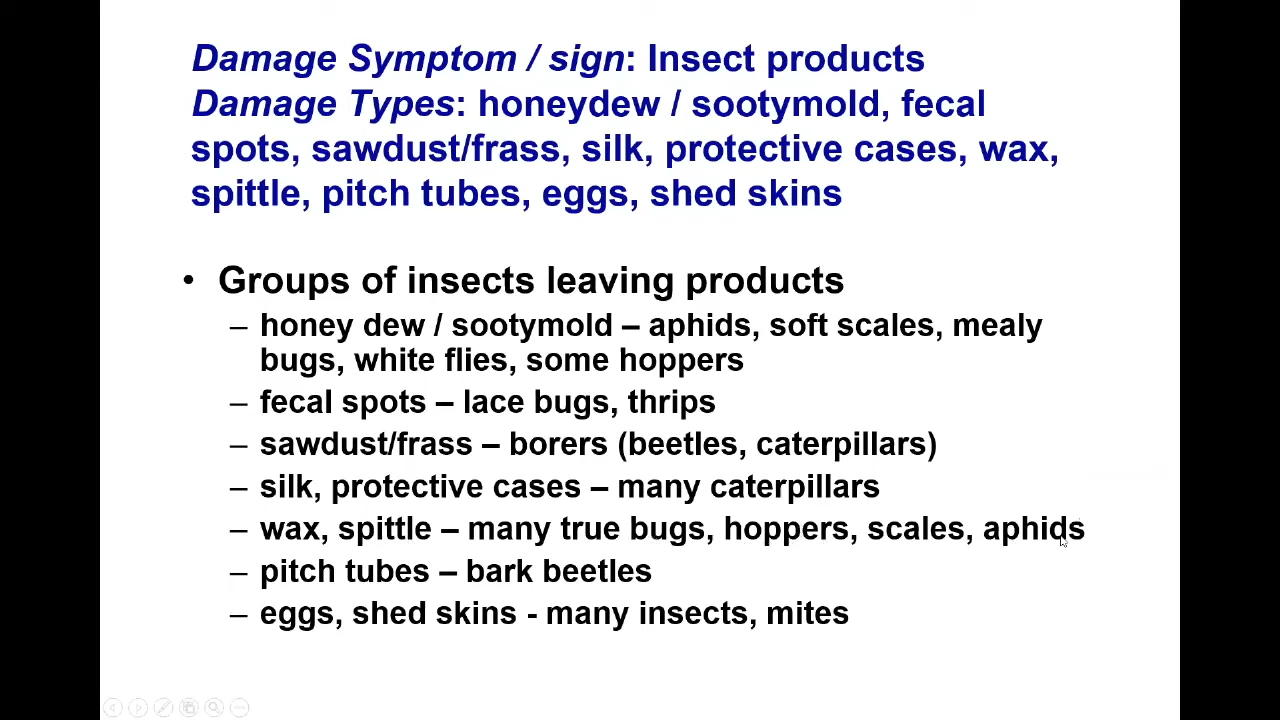 Damage Symptom / sign: Insect products
Damage Types: honeydew / sootymold, fecal
spots, sawdust/frass, silk, protective cases, wax,
spittle, pitch tubes, eggs, shed skins
• Groups of insects leaving products
– honey dew / sootymold – aphids, soft scales, mealy
bugs, white flies, some hoppers
– fecal spots – lace bugs, thrips
– sawdust/frass – borers (beetles, caterpillars)
– silk, protective cases – many caterpillars
– wax, spittle – many true bugs, hoppers, scales, aphids
– pitch tubes – bark beetles
– eggs, shed skins - many insects, mites